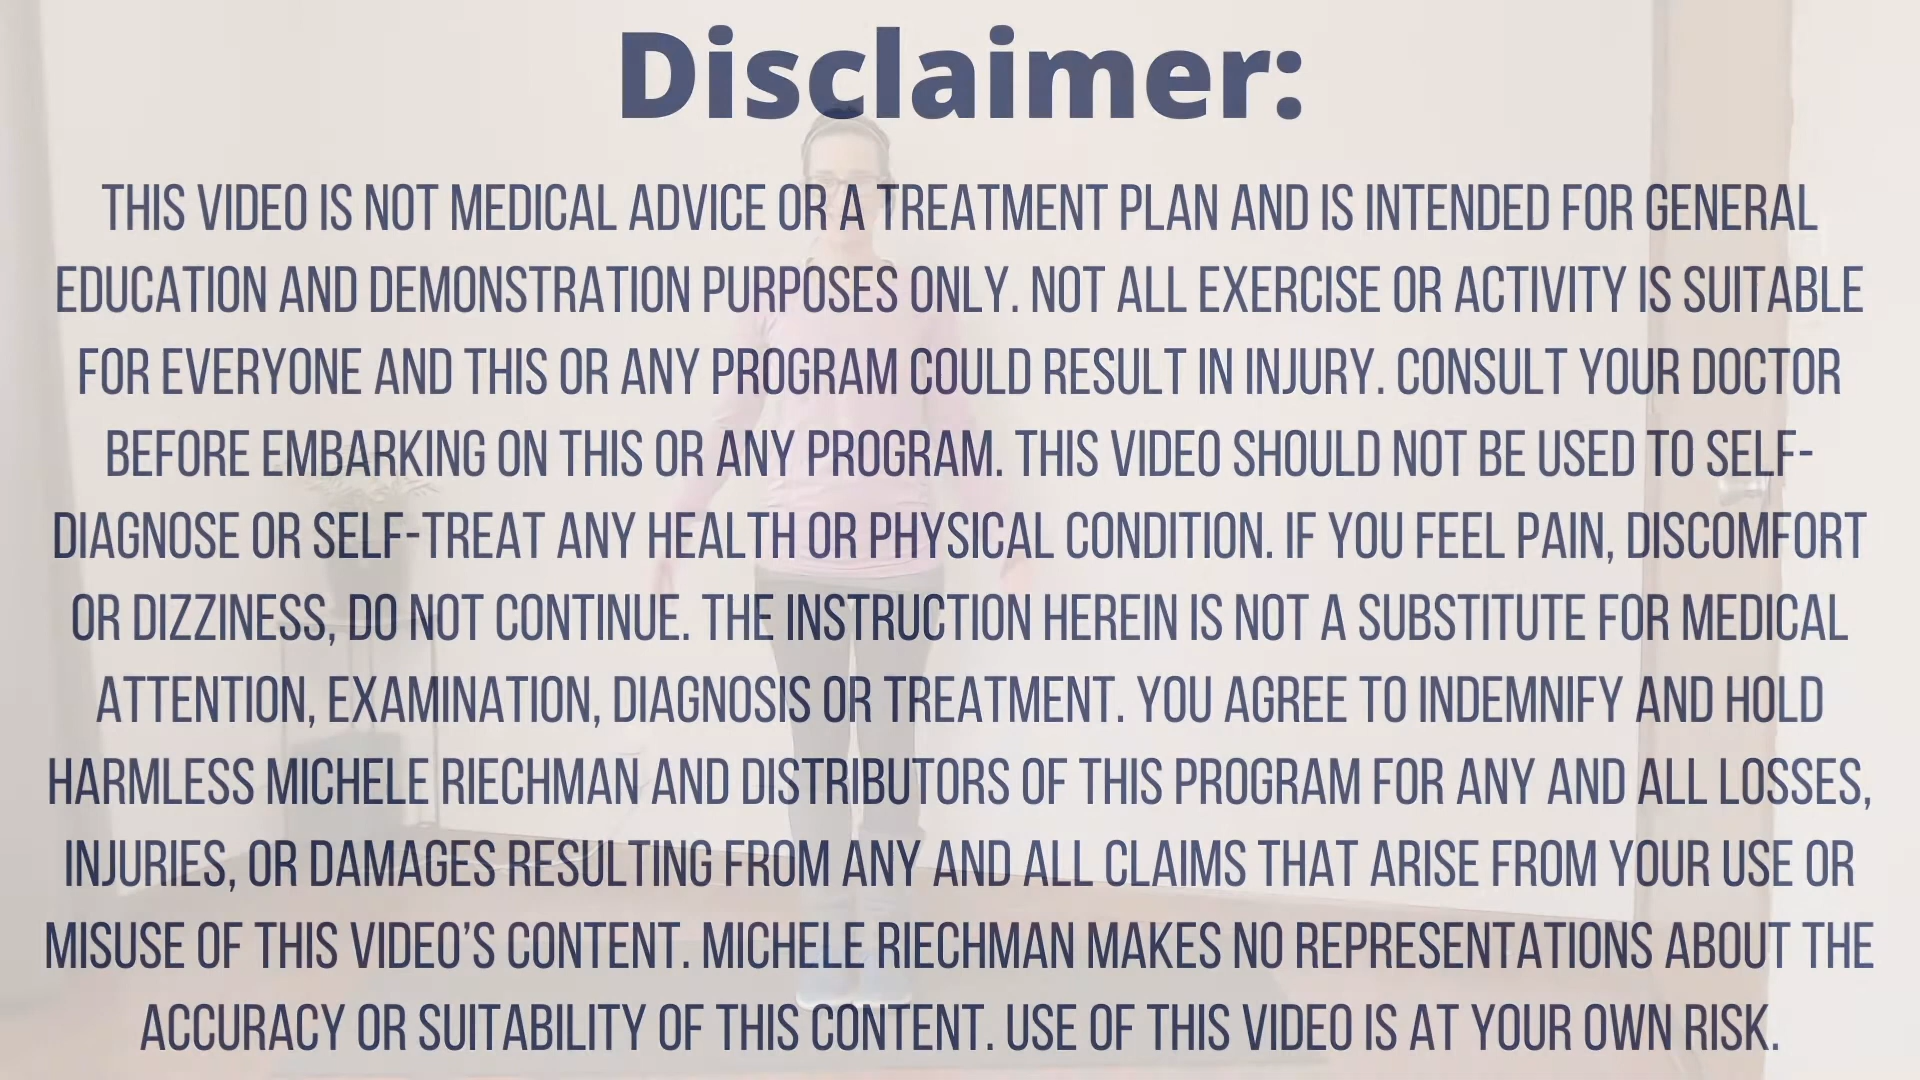 Disclaimer:
THIS VIDEO IS NOT MEDICAL ADVICE OR A TREATMENT PLAN AND IS INTENDED FOR GENERAL
EDUCATION AND DEMONSTRATION PURPOSES ONLY. NOT ALL EXERCISE OR ACTIVITY IS SUITABLE
FOR EVERYONE AND THIS OR ANY PROGRAM COULD RESULT IN INJURY. CONSULT YOUR DOCTOR
BEFORE EMBARKING ON THIS OR ANY PROGRAM. THIS VIDEO SHOULD NOT BE USED TO SELF-
DIAGNOSE OR SELF-TREAT ANY HEALTH OR PHYSICAL CONDITION. IF YOU FEEL PAIN, DISCOMFORT
OR DIZZINESS, DO NOT CONTINUE. THE INSTRUCTION HEREIN IS NOT A SUBSTITUTE FOR MEDICAL
ATTENTION, EXAMINATION, DIAGNOSIS OR TREATMENT. YOU AGREE TO INDEMNIFY AND HOLD
HARMLESS MICHELE RIECHMAN AND DISTRIBUTORS OF THIS PROGRAM FOR ANY AND ALL LOSSES,
INJURIES, OR DAMAGES RESULTING FROM ANY AND ALL CLAIMS THAT ARISE FROM YOUR USE OR
MISUSE OF THIS VIDEO'S CONTENT. MICHELE RIECHMAN MAKES NO REPRESENTATIONS ABOUT THE
ACCURACY OR SUITABILITY OF THIS CONTENT. USE OF THIS VIDEO IS AT YOUR OWN RISK.